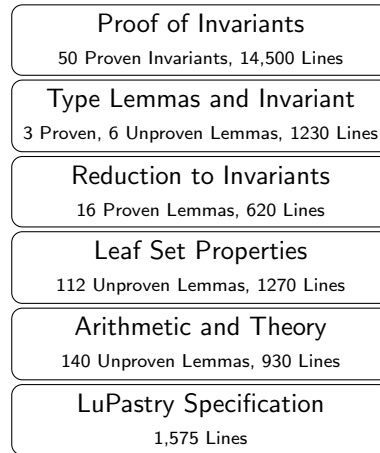 Proof of Invariants
50 Proven Invariants, 14,500 Lines
Type Lemmas and Invariant
3 Proven, 6 Unproven Lemmas, 1230 Lines
Reduction to Invariants
16 Proven Lemmas, 620 Lines
Leaf Set Properties
112 Unproven Lemmas, 1270 Lines
Arithmetic and Theory
140 Unproven Lemmas, 930 Lines
LuPastry Specification
1,575 Lines